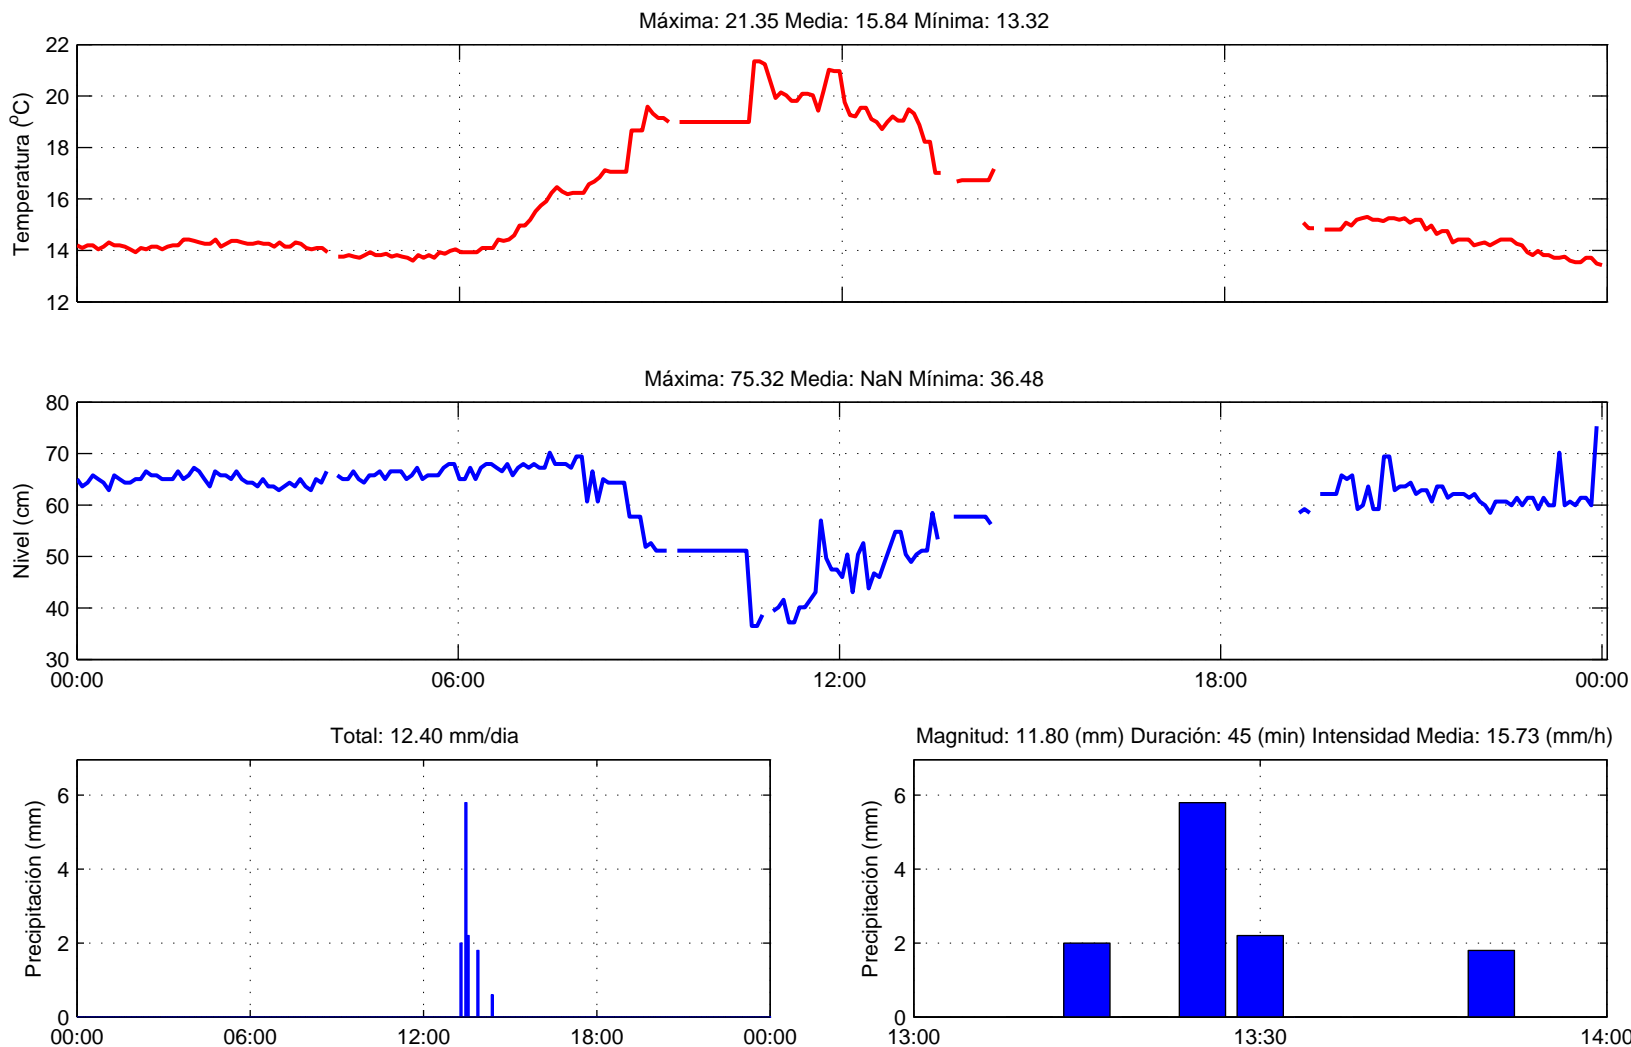 Máxima: 21.35 Media: 15.84 Mínima: 13.32
Temperatura (ºC)
22
20
18
16
14
12
Máxima: 75.32 Media: NaN Mínima: 36.48
Nivel (cm)
80
70
60
50
40
30
00:00 06:00 12:00 18:00 00:00
Total: 12.40 mm/dia
Precipitación (mm)
6
4
2
0
00:00 06:00 12:00 18:00 00:00
Magnitud: 11.80 (mm) Duración: 45 (min) Intensidad Media: 15.73 (mm/h)
Precipitación (mm)
6
4
2
0
13:00 13:30 14:00